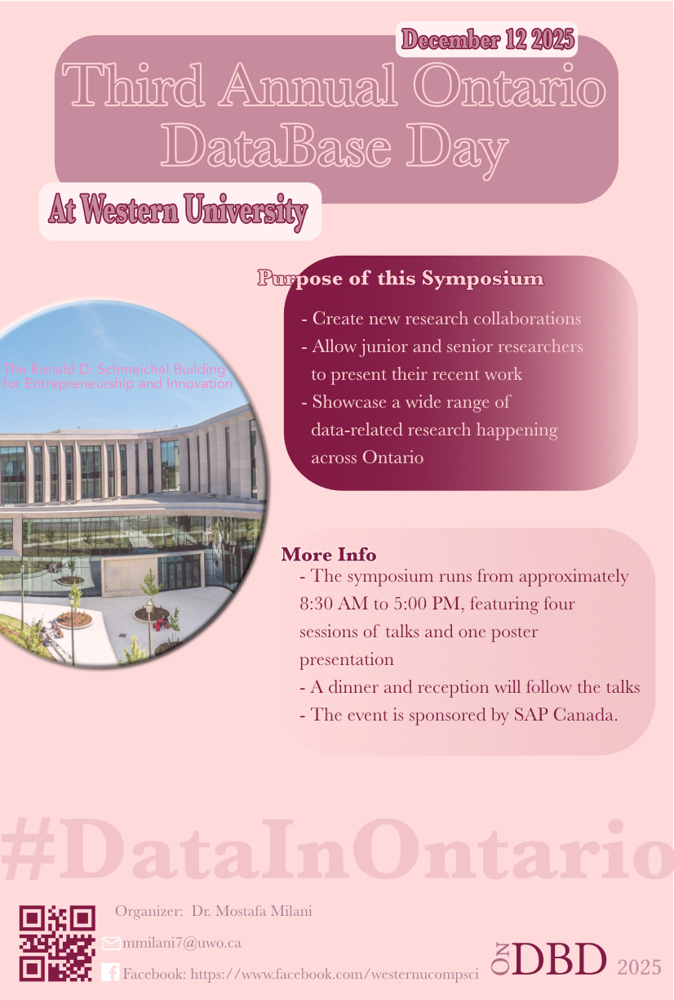 December 12 2025
Third Annual Ontario
DataBase Day
At Western University
Purpose of this Symposium
- Create new research collaborations
- Allow junior and senior researchers
to present their recent work
- Showcase a wide range of
data-related research happening
across Ontario
The Ronald D. Schmeichel Building
for Entrepreneurship and Innovation
More Info
- The symposium runs from approximately
8:30 AM to 5:00 PM, featuring four
sessions of talks and one poster
presentation
- A dinner and reception will follow the talks
- The event is sponsored by SAP Canada.
#DataInOntario
Organizer: Dr. Mostafa Milani
mmilani7@uwo.ca
Facebook: https://www.facebook.com/westernucompsci
ON DBD 2025